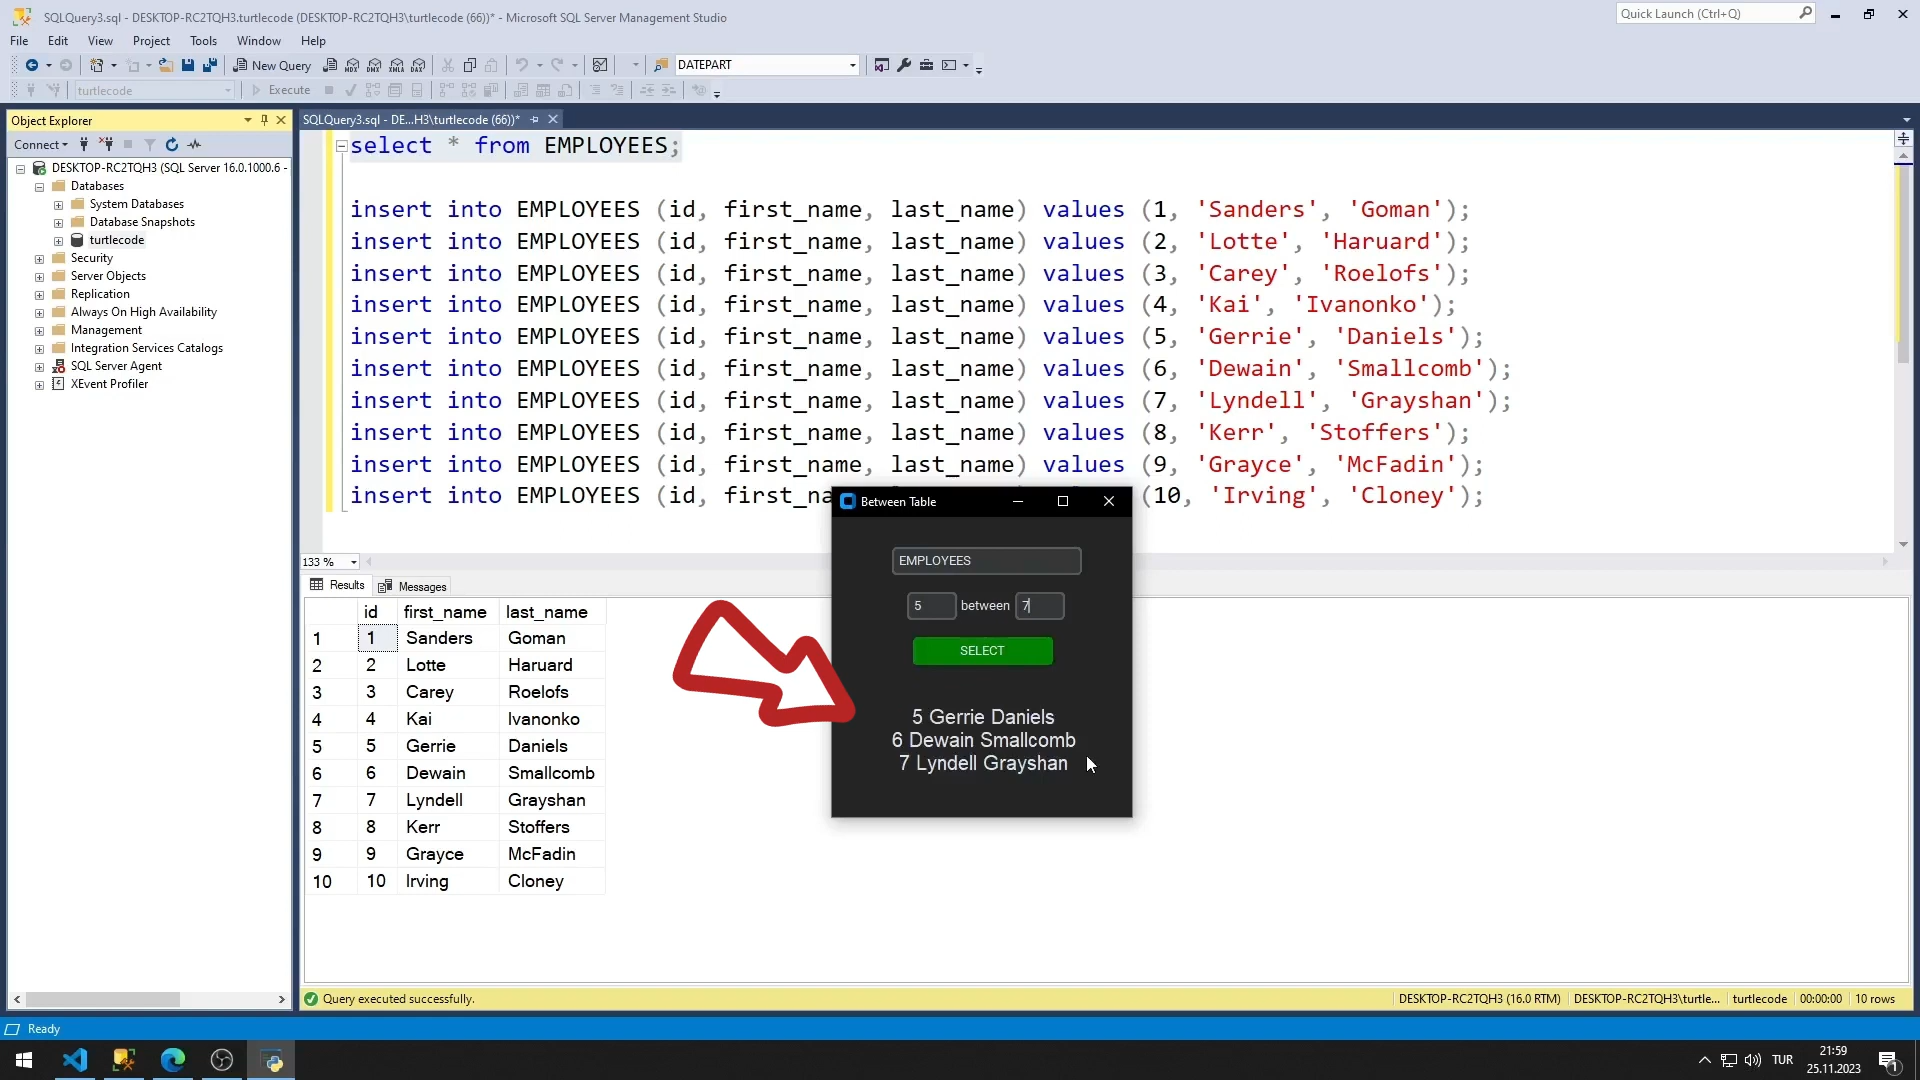 SQLQuery3.sql - DESKTOP-RC2TQH3.turtlecode (DESKTOP-RC2TQH3\turtlecode (66))* - Microsoft SQL Server Management Studio
Quick Launch (Ctrl+Q)
File Edit View Project Tools Window Help
New Query
MDX DMX XMLA DAX
DATEPART
turtlecode
Execute
Object Explorer
SQLQuery3.sql - DE...H3\turtlecode (66))*
Connect
DESKTOP-RC2TQH3 (SQL Server 16.0.1000.6 -
Databases
System Databases
Database Snapshots
turtlecode
Security
Server Objects
Replication
Always On High Availability
Management
Integration Services Catalogs
SQL Server Agent
XEvent Profiler
select * from EMPLOYEES;
insert into EMPLOYEES (id, first_name, last_name) values (1, 'Sanders', 'Goman');
insert into EMPLOYEES (id, first_name, last_name) values (2, 'Lotte', 'Haruard');
insert into EMPLOYEES (id, first_name, last_name) values (3, 'Carey', 'Roelofs');
insert into EMPLOYEES (id, first_name, last_name) values (4, 'Kai', 'Ivanonko');
insert into EMPLOYEES (id, first_name, last_name) values (5, 'Gerrie', 'Daniels');
insert into EMPLOYEES (id, first_name, last_name) values (6, 'Dewain', 'Smallcomb');
insert into EMPLOYEES (id, first_name, last_name) values (7, 'Lyndell', 'Grayshan');
insert into EMPLOYEES (id, first_name, last_name) values (8, 'Kerr', 'Stoffers');
insert into EMPLOYEES (id, first_name, last_name) values (9, 'Grayce', 'McFadin');
insert into EMPLOYEES (id, first_na (10, 'Irving', 'Cloney');
133 %
Results Messages
id first_name last_name
1 1 Sanders Goman
2 2 Lotte Haruard
3 3 Carey Roelofs
4 4 Kai Ivanonko
5 5 Gerrie Daniels
6 6 Dewain Smallcomb
7 7 Lyndell Grayshan
8 8 Kerr Stoffers
9 9 Grayce McFadin
10 10 Irving Cloney
Between Table
EMPLOYEES
5 between 7
SELECT
5 Gerrie Daniels
6 Dewain Smallcomb
7 Lyndell Grayshan
Query executed successfully.
DESKTOP-RC2TQH3 (16.0 RTM) DESKTOP-RC2TQH3\turtle... turtlecode 00:00:00 10 rows
Ready
TUR
21:59
25.11.2023
1